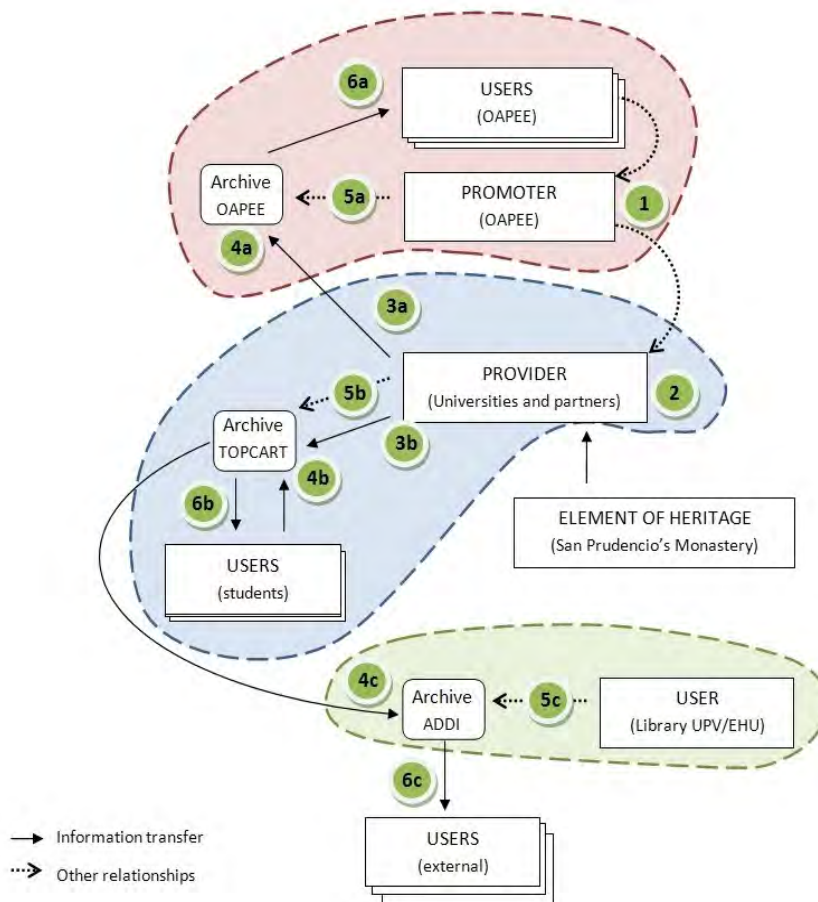 6a
USERS
(OAPEE)
Archive
OAPEE
5a
PROMOTER
(OAPEE)
1
4a
3a
PROVIDER
(Universities and partners)
2
5b
Archive
TOPCART
3b
4b
6b
USERS
(students)
ELEMENT OF HERITAGE
(San Prudencio's Monastery)
4c
Archive
ADDI
5c
USER
(Library UPV/EHU)
6c
USERS
(external)
Information transfer
Other relationships